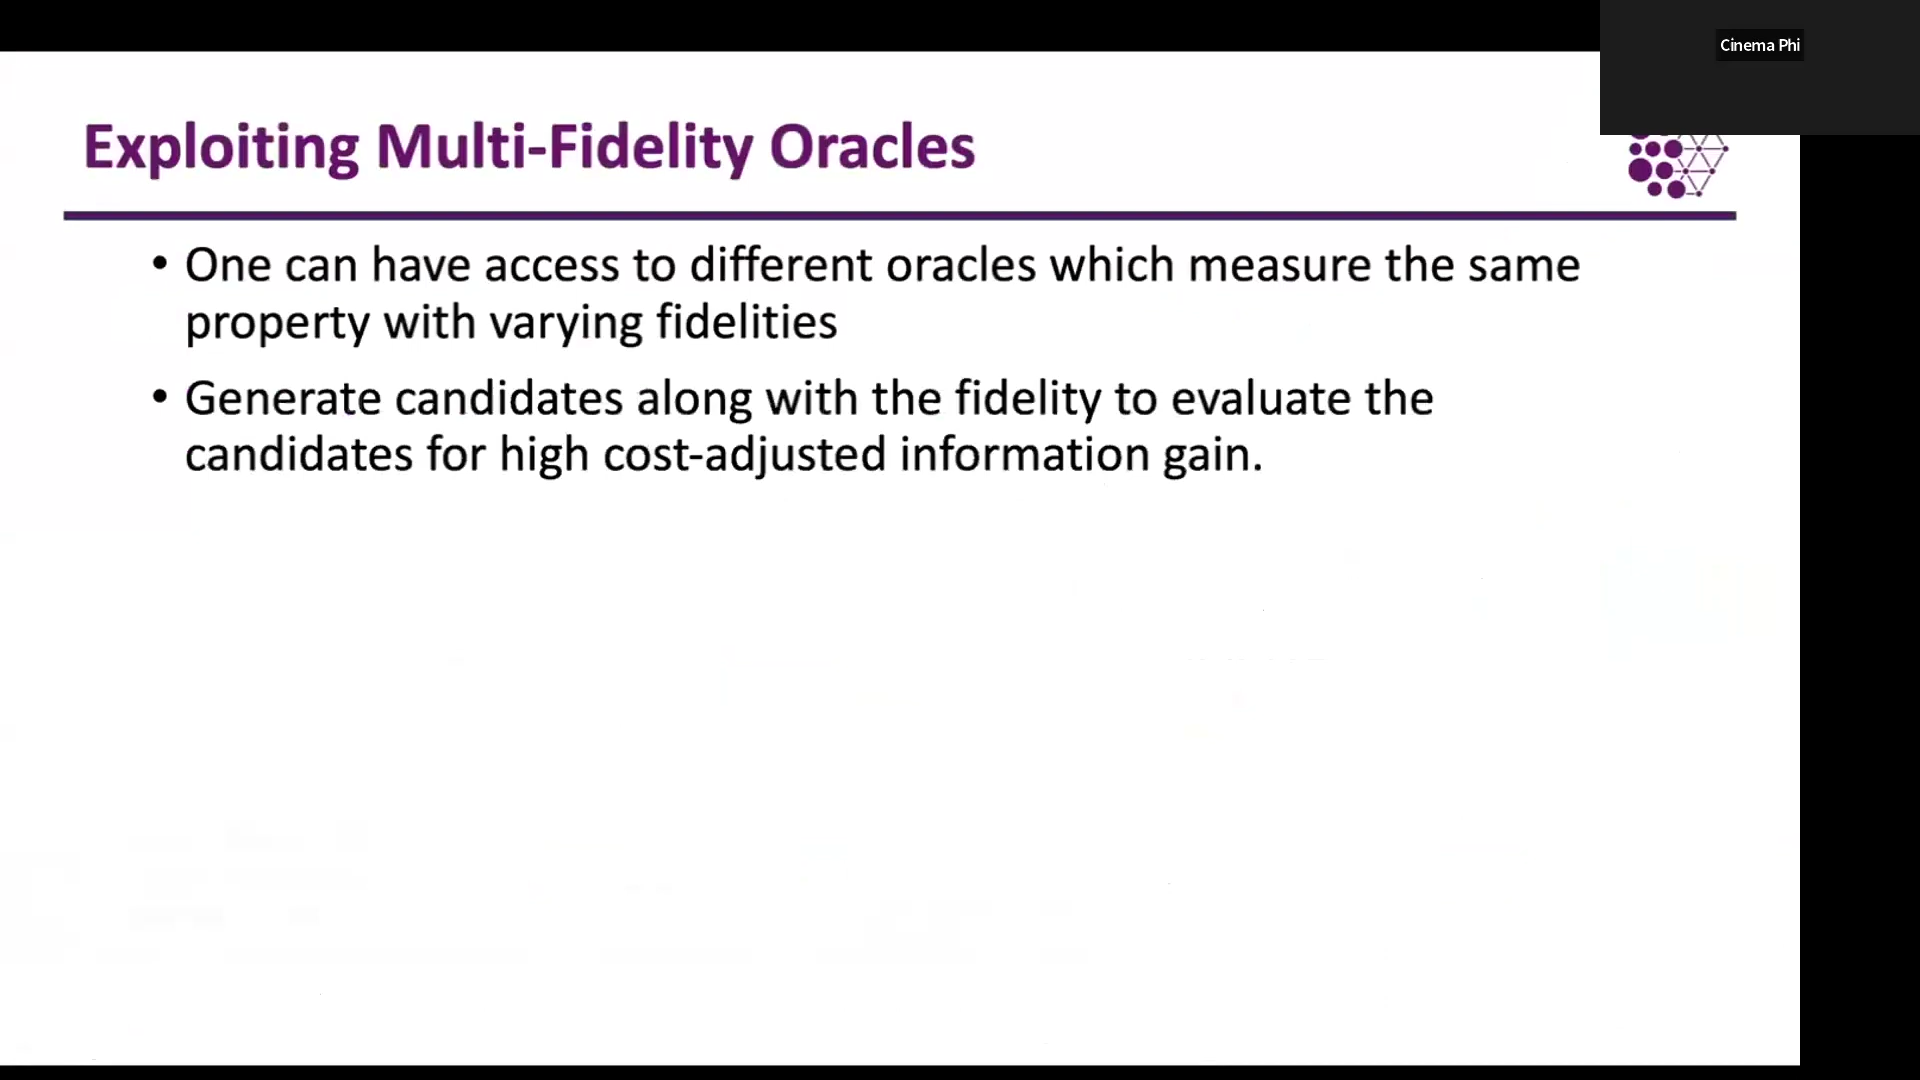 Cinema Phi
Exploiting Multi-Fidelity Oracles
• One can have access to different oracles which measure the same
property with varying fidelities
• Generate candidates along with the fidelity to evaluate the
candidates for high cost-adjusted information gain.